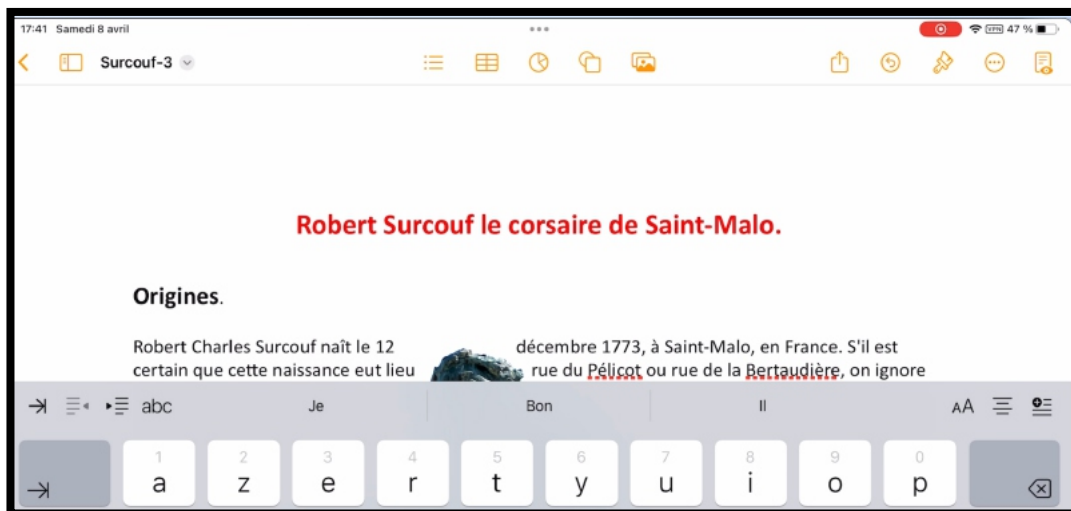 17:41 Samedi 8 avril
VPN 47 %
Surcouf-3
Robert Surcouf le corsaire de Saint-Malo.
Origines.
Robert Charles Surcouf naît le 12 décembre 1773, à Saint-Malo, en France. S'il est
certain que cette naissance eut lieu rue du Pélicot ou rue de la Bertaudière, on ignore
abc Je Bon Il AA
1 2 3 4 5 6 7 8 9 0
a z e r t y u i o p